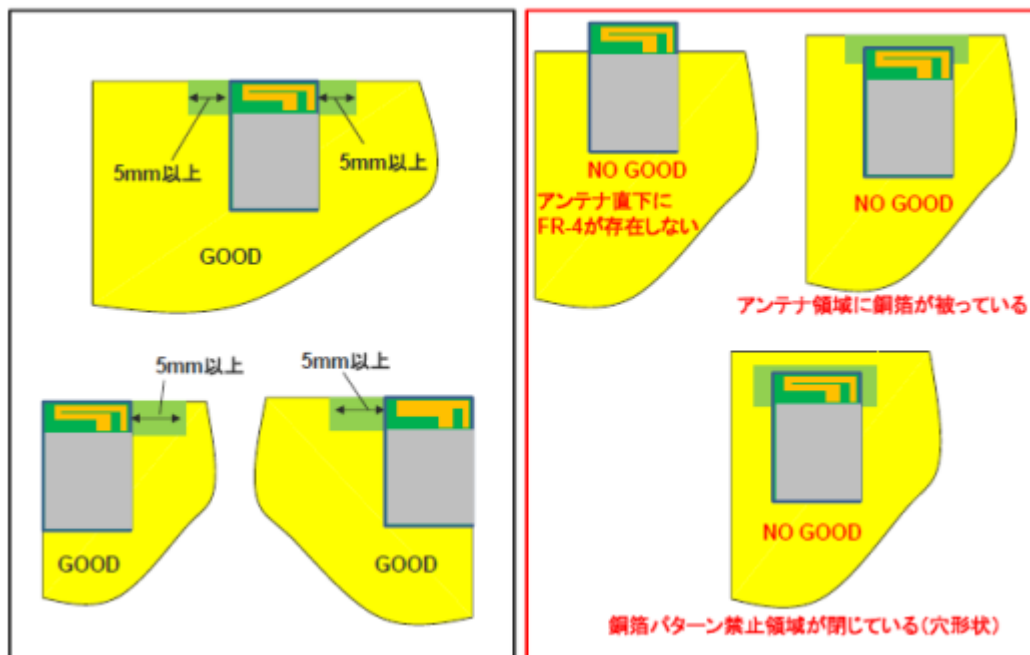 5mm以上
5mm以上
GOOD
5mm以上
5mm以上
GOOD
GOOD
NO GOOD
アンテナ直下に
FR-4が存在しない
NO GOOD
アンテナ領域に銅箔が被っている
NO GOOD
銅箔パターン禁止領域が閉じている(穴形状)